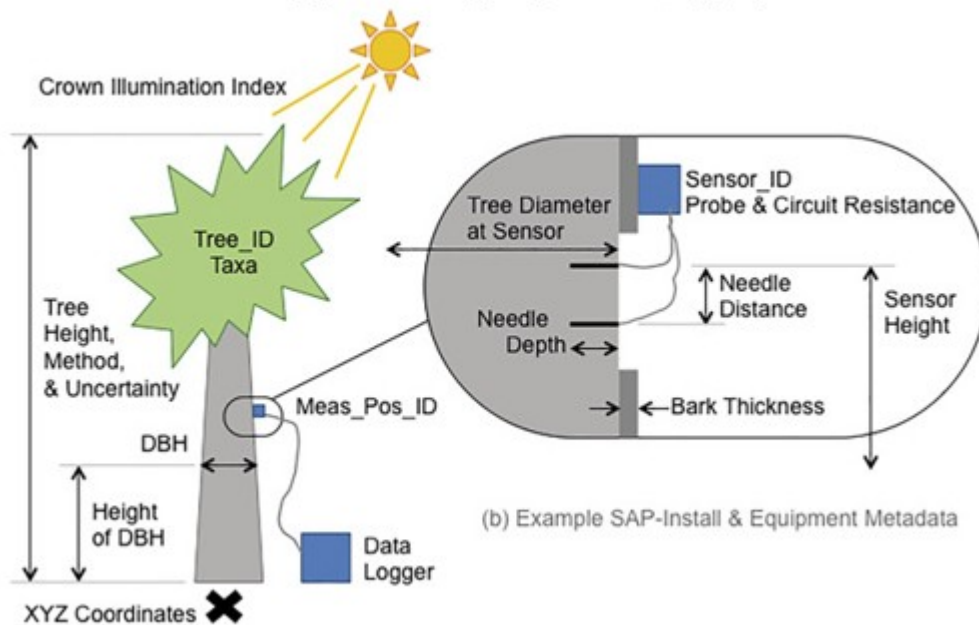 Crown Illumination Index
Tree_ID
Taxa
Tree
Height,
Method,
& Uncertainty
DBH
Height
of DBH
XYZ Coordinates
Meas_Pos_ID
Data
Logger
Tree Diameter
at Sensor
Sensor_ID
Probe & Circuit Resistance
Needle
Distance
Needle
Depth
Sensor
Height
Bark Thickness
(b) Example SAP-Install & Equipment Metadata